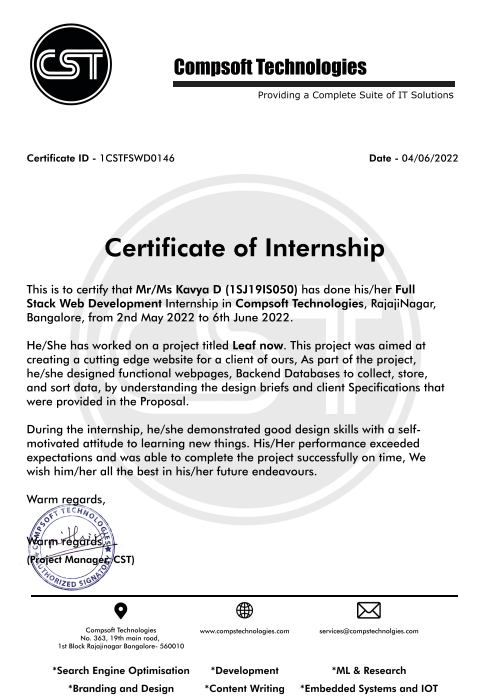 CST
Compsoft Technologies
Providing a Complete Suite of IT Solutions
Certificate ID - 1CSTFSWD0146
Date - 04/06/2022
Certificate of Internship
This is to certify that Mr/Ms Kavya D (1SJ19IS050) has done his/her Full
Stack Web Development Internship in Compsoft Technologies, RajajiNagar,
Bangalore, from 2nd May 2022 to 6th June 2022.
He/She has worked on a project titled Leaf now. This project was aimed at
creating a cutting edge website for a client of ours, As part of the project,
he/she designed functional webpages, Backend Databases to collect, store,
and sort data, by understanding the design briefs and client Specifications that
were provided in the Proposal.
During the internship, he/she demonstrated good design skills with a self-
motivated attitude to learning new things. His/Her performance exceeded
expectations and was able to complete the project successfully on time, We
wish him/her all the best in his/her future endeavours.
Warm regards,
COMPSOFT TECHNOLOGIES
Warm regards,
(Project Manager, CST)
AUTHORIZED SIGNATORY
Compsoft Technologies
No. 363, 19th main road,
1st Block Rajajinagar Bangalore- 560010
www.compstechnologies.com
services@compstechnolgies.com
*Search Engine Optimisation
*Development
*ML & Research
*Branding and Design
*Content Writing
*Embedded Systems and IOT